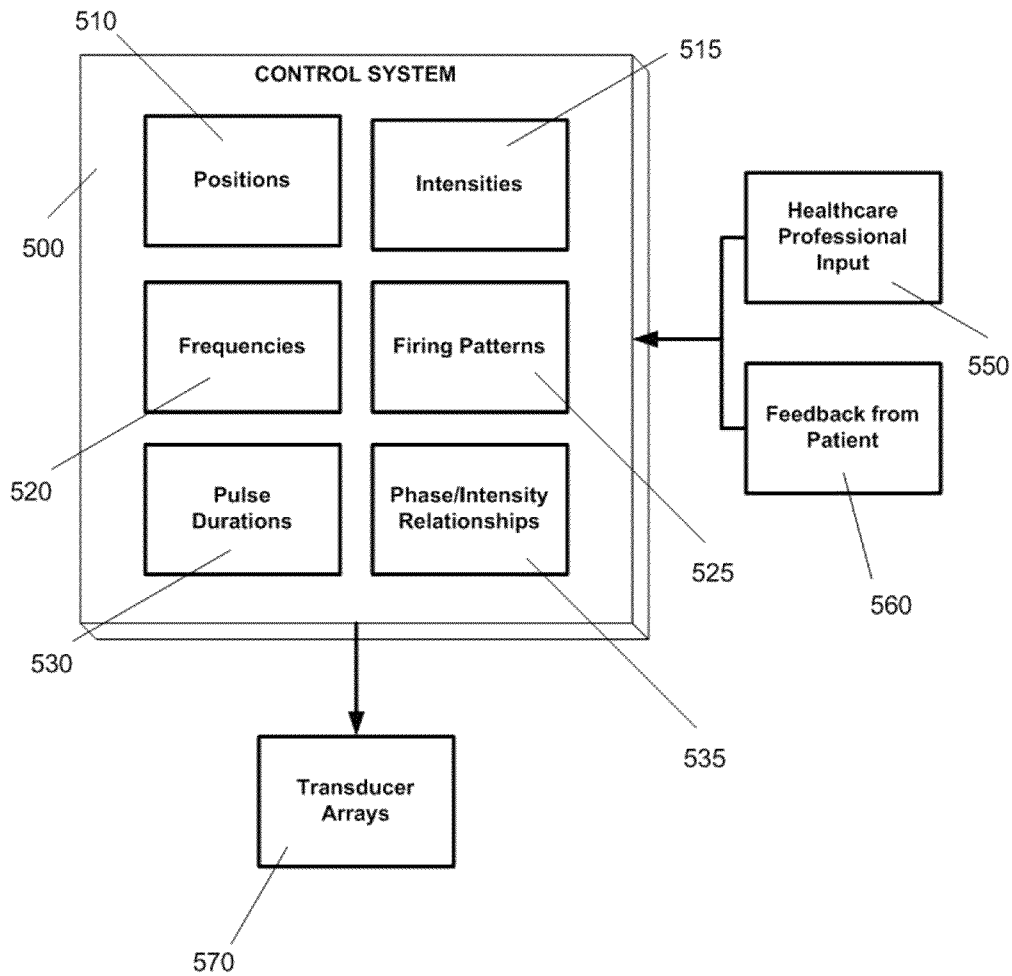 510
515
CONTROL SYSTEM
Positions
Intensities
500
Healthcare
Professional
Input
550
Frequencies
Firing Patterns
520
Feedback from
Patient
560
Pulse
Durations
Phase/Intensity
Relationships
525
530
535
Transducer
Arrays
570